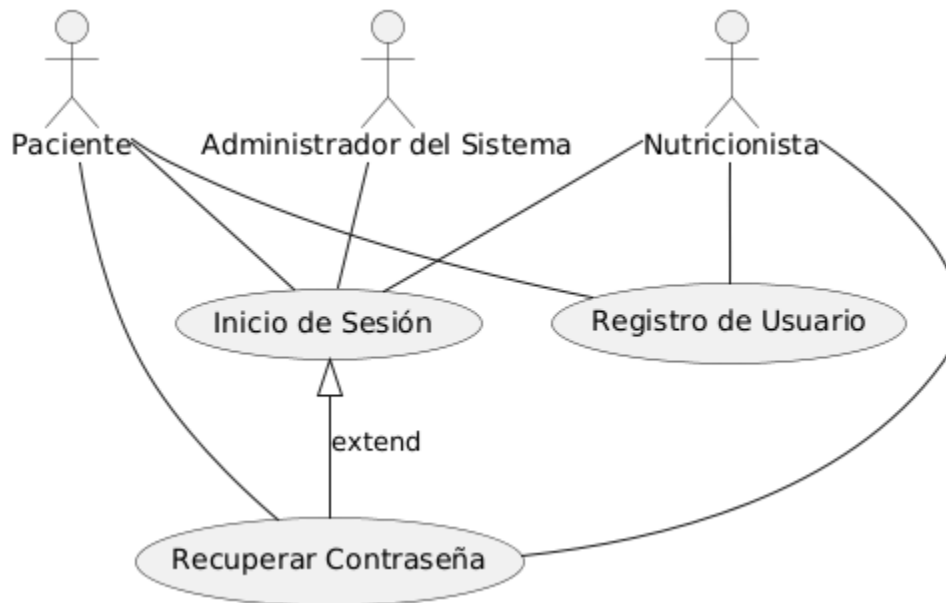 Paciente
Administrador del Sistema
Nutricionista
Inicio de Sesión
Registro de Usuario
extend
Recuperar Contraseña